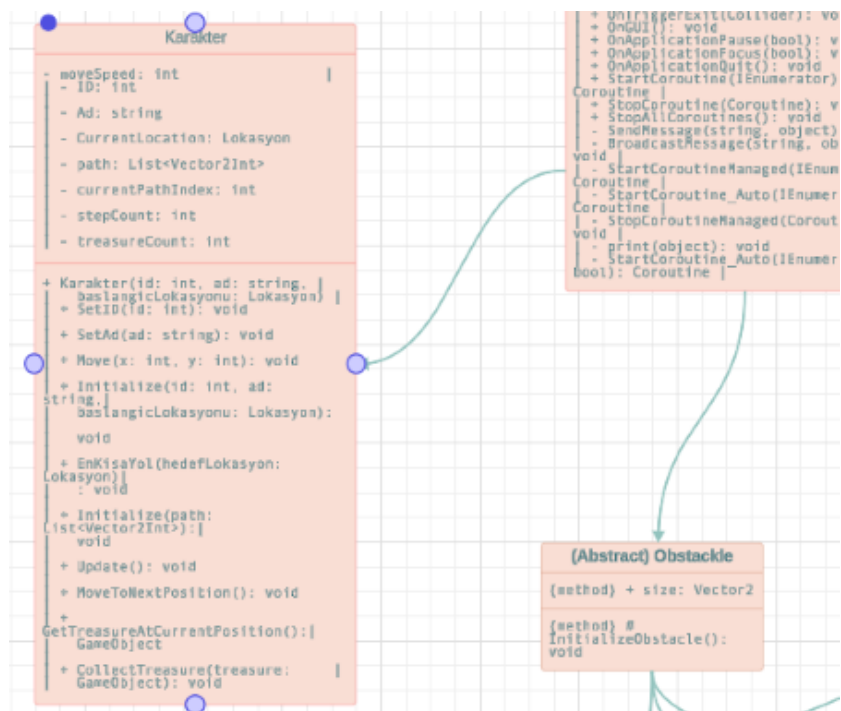 Karakter
- moveSpeed: int |
| - ID: int
| - Ad: string
| - CurrentLocation: Lokasyon
| - path: List<Vector2Int>
| - currentPathIndex: int
| - stepCount: int
| - treasureCount: int
+ Karakter(id: int, ad: string, |
| baslangicLokasyonu: Lokasyon) |
| + SetID(id: int): void
| + SetAd(ad: string): void
| + Move(x: int, y: int): void
| + Initialize(id: int, ad:
string,|
| baslangicLokasyonu: Lokasyon):
| void
| + EnKisaYol(hedefLokasyon:
Lokasyon)|
| : void
| + Initialize(path:
List<Vector2Int>):|
| void
| + Update(): void
| + MoveToNextPosition(): void
| +
GetTreasureAtCurrentPosition():|
| GameObject
| + CollectTreasure(treasure: |
| GameObject): void
| + OnTriggerExit(Collider): vo
| + OnGUI(): void
| + OnApplicationPause(bool): v
| + OnApplicationFocus(bool): v
| + OnApplicationQuit(): void
| + StartCoroutine(IEnumerator)
Coroutine |
| + StopCoroutine(Coroutine): v
| + StopAllCoroutines(): void
| - SendMessage(string, object)
| - BroadcastMessage(string, ob
void |
| - StartCoroutineManaged(IEnum
Coroutine |
| - StartCoroutine_Auto(IEnumer
Coroutine |
| - StopCoroutineManaged(Corout
void |
| - print(object): void
| - StartCoroutine_Auto(IEnumer
bool): Coroutine |
(Abstract) Obstackle
{method} + size: Vector2
{method} #
InitializeObstacle():
void